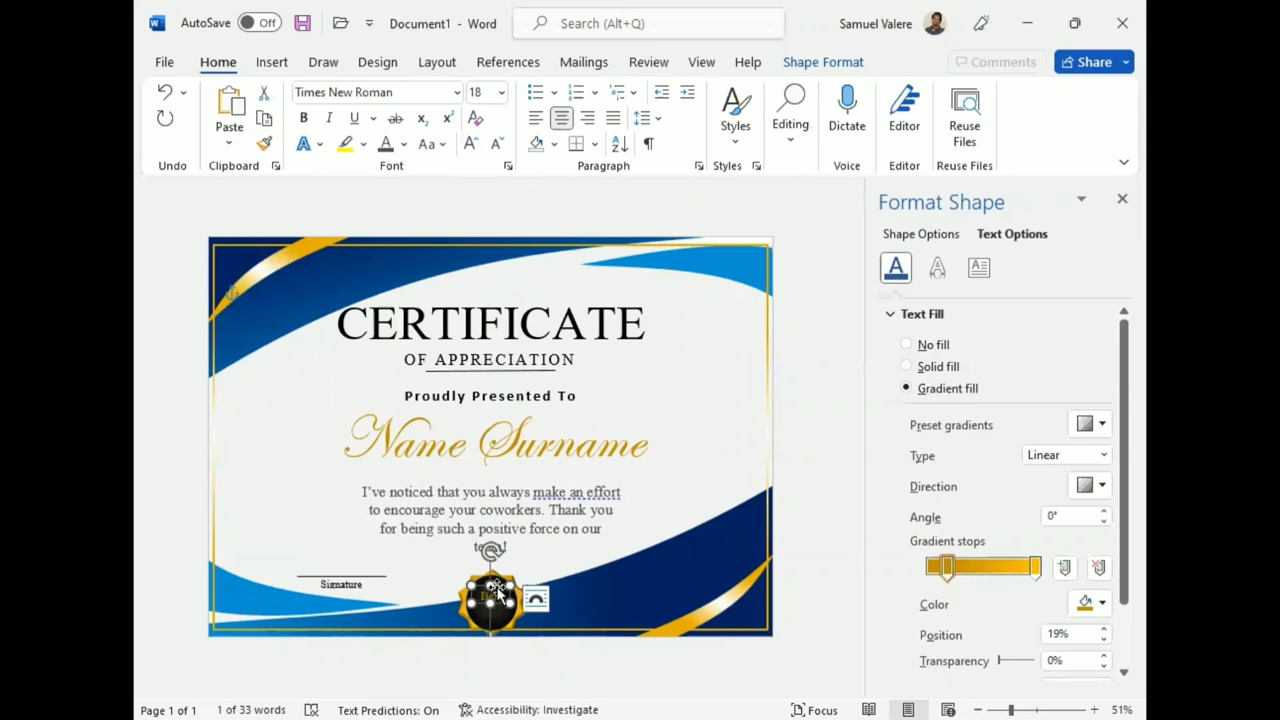 AutoSave Off Document1 - Word Search (Alt+Q) Samuel Valere
File Home Insert Draw Design Layout References Mailings Review View Help Shape Format Comments Share
Times New Roman 18
Paste Styles Editing Dictate Editor Reuse Files
Undo Clipboard Font Paragraph Styles Voice Editor Reuse Files
CERTIFICATE
OF APPRECIATION
Proudly Presented To
Name Surname
I've noticed that you always make an effort
to encourage your coworkers. Thank you
for being such a positive force on our
Signature
Format Shape
Shape Options Text Options
Text Fill
No fill
Solid fill
Gradient fill
Preset gradients
Type Linear
Direction
Angle 0°
Gradient stops
Color
Position 19%
Transparency 0%
Page 1 of 1 1 of 33 words Text Predictions: On Accessibility: Investigate Focus 51%